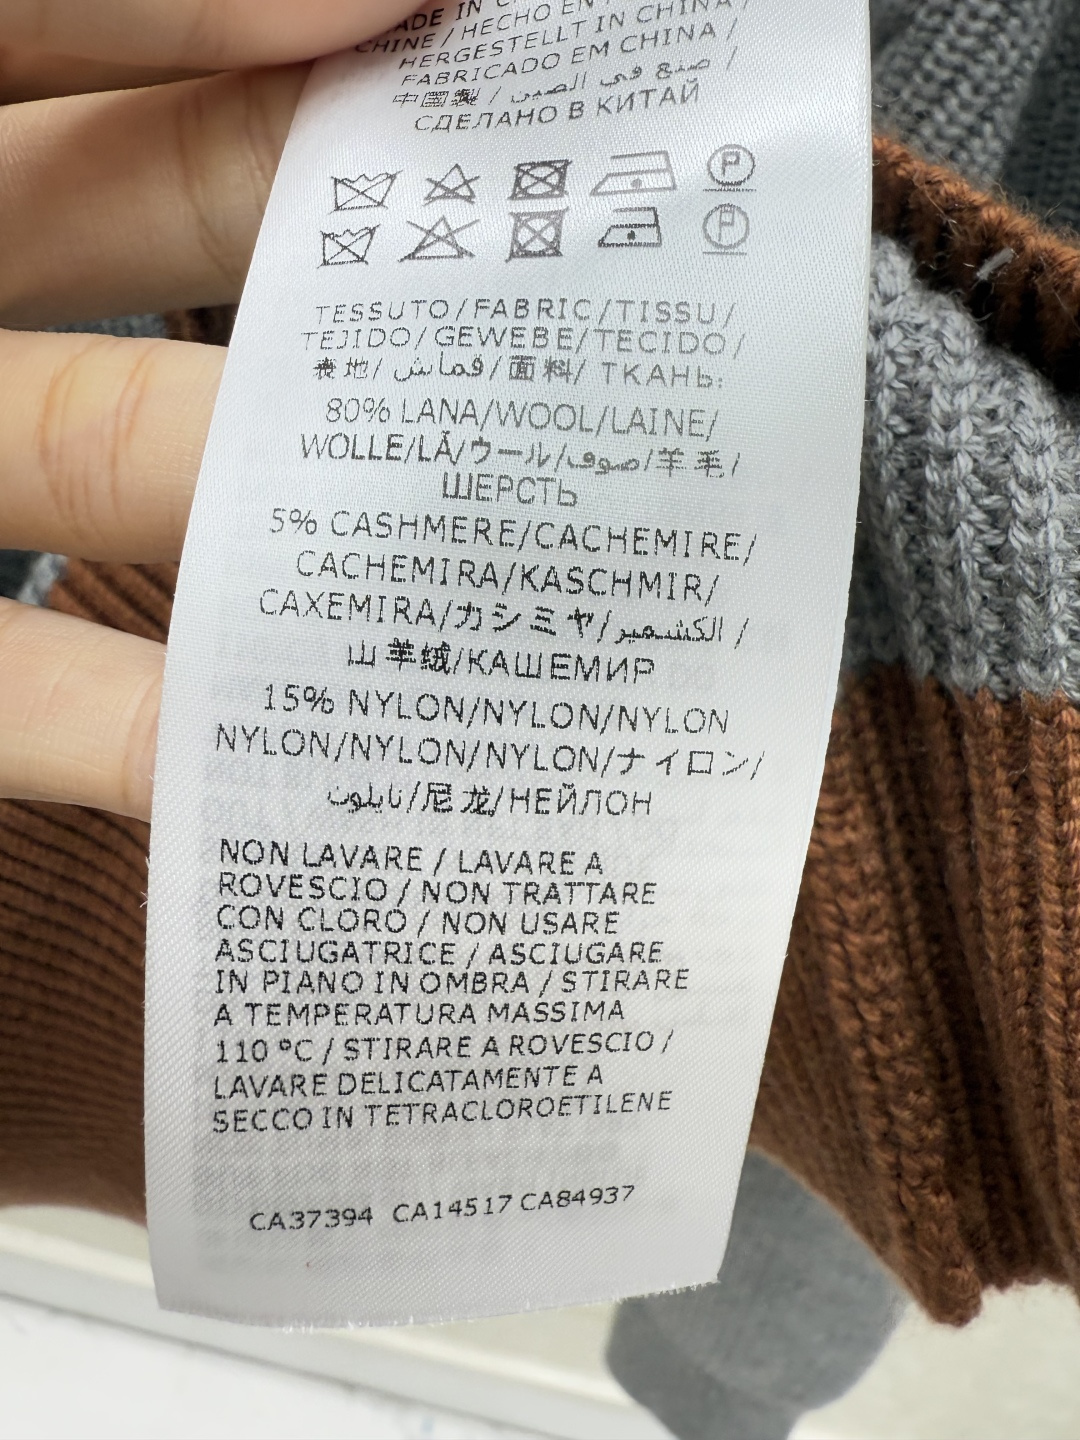 MADE IN
CHINE / HECHO EN
HERGESTELLT IN CHINA /
FABRICADO EM CHINA /
中国製 / صنع في الصين /
СДЕЛАНО В КИТАЙ
P
P
TESSUTO/FABRIC/TISSU/
TEJIDO/GEWEBE/TECIDO/
表地/ قماش/面料/ ТКАНЬ:
80% LANA/WOOL/LAINE/
WOLLE/LÃ/ウール/صوف/羊毛/
ШЕРСТЬ
5% CASHMERE/CACHEMIRE/
CACHEMIRA/KASCHMIR/
CAXEMIRA/カシミヤ/الكشمير /
山羊绒/КАШЕМИР
15% NYLON/NYLON/NYLON
NYLON/NYLON/NYLON/ナイロン/
نايلون/尼龙/НЕЙЛОН
NON LAVARE / LAVARE A
ROVESCIO / NON TRATTARE
CON CLORO / NON USARE
ASCIUGATRICE / ASCIUGARE
IN PIANO IN OMBRA / STIRARE
A TEMPERATURA MASSIMA
110 °C / STIRARE A ROVESCIO /
LAVARE DELICATAMENTE A
SECCO IN TETRACLOROETILENE
CA37394 CA14517 CA84937